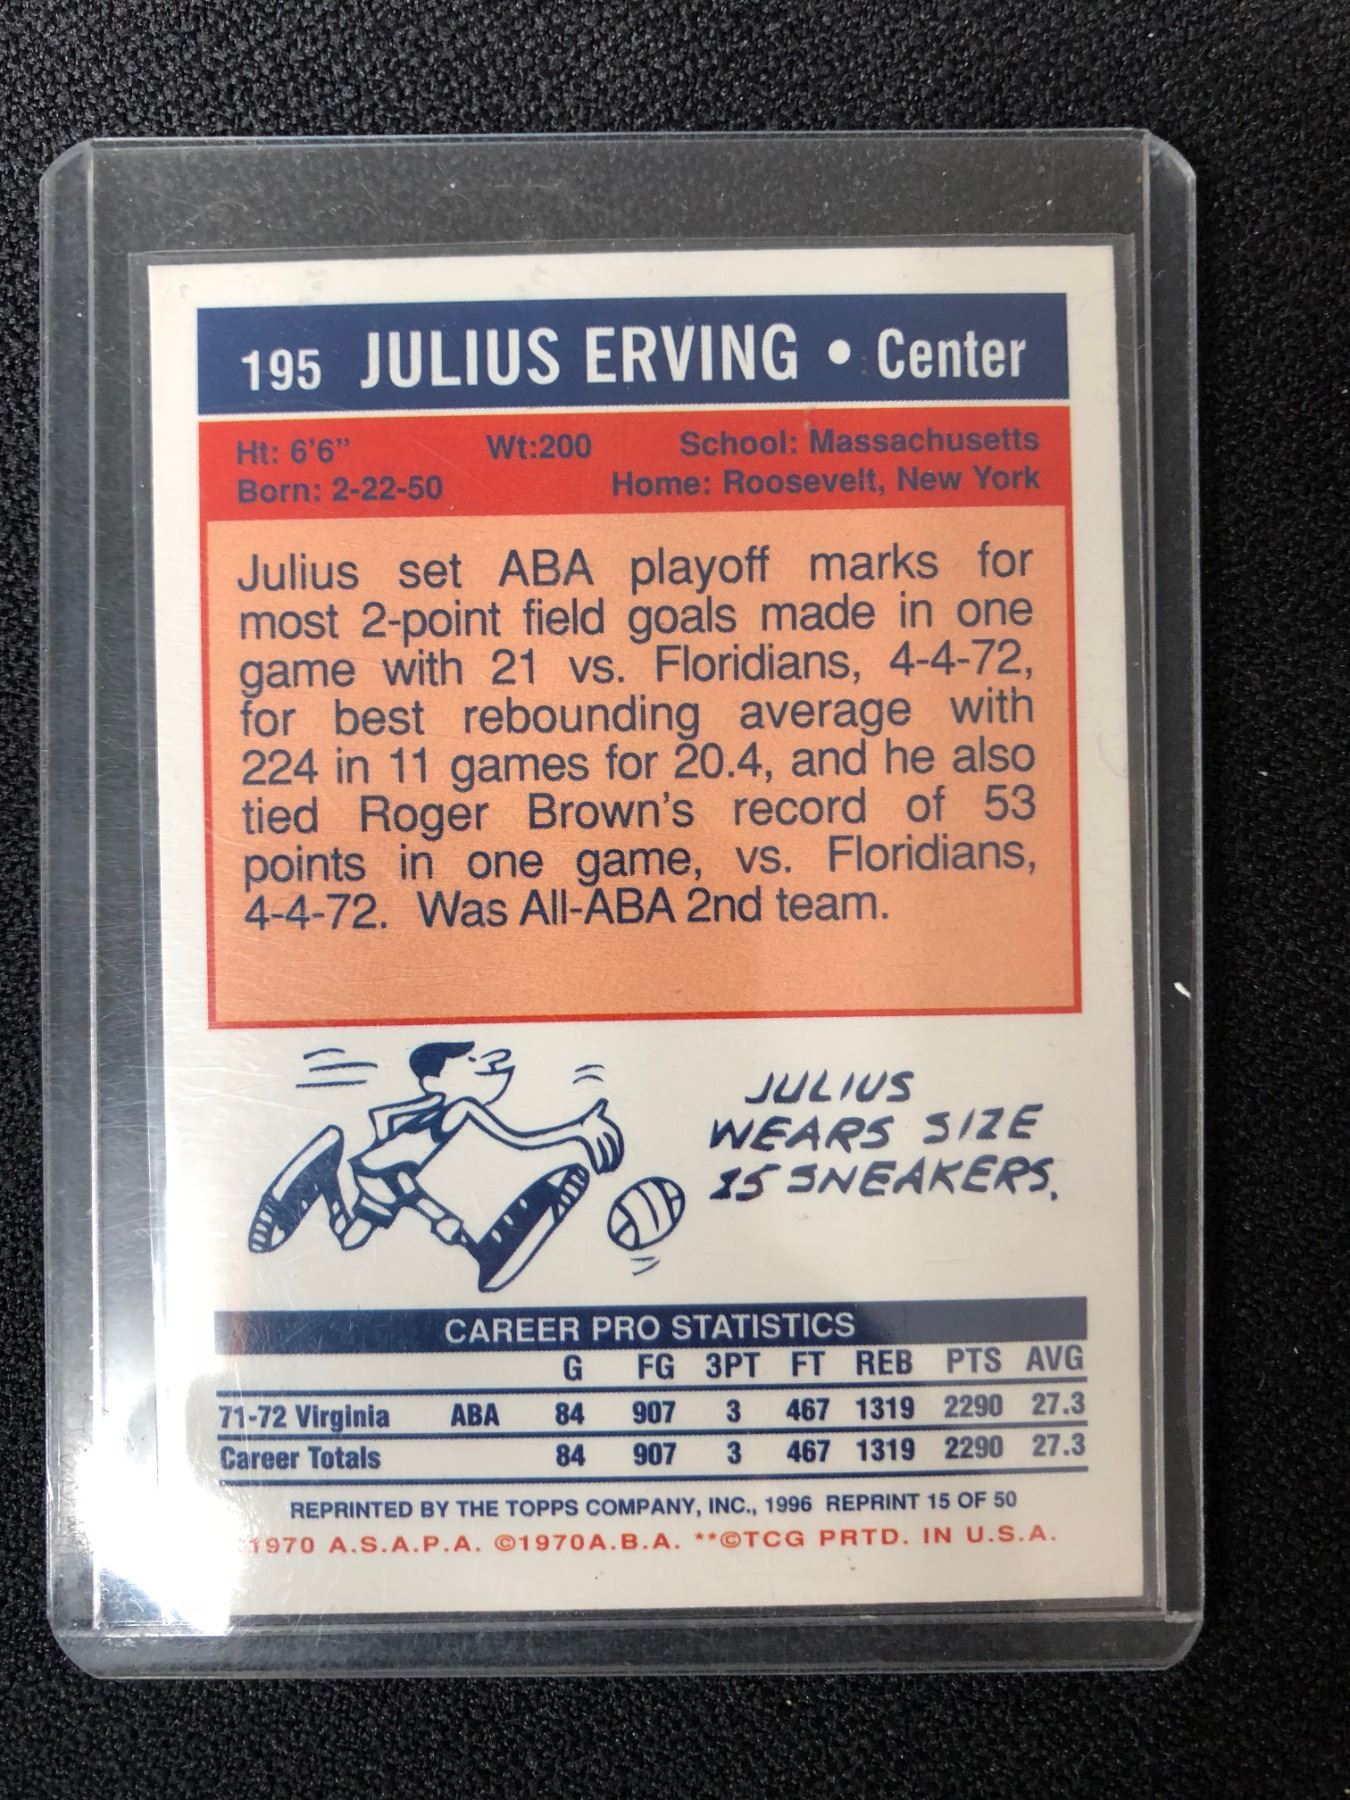 195 JULIUS ERVING • Center
Ht: 6'6" Wt:200 School: Massachusetts
Born: 2-22-50 Home: Roosevelt, New York
Julius set ABA playoff marks for
most 2-point field goals made in one
game with 21 vs. Floridians, 4-4-72,
for best rebounding average with
224 in 11 games for 20.4, and he also
tied Roger Brown's record of 53
points in one game, vs. Floridians,
4-4-72. Was All-ABA 2nd team.
JULIUS
WEARS SIZE
15 SNEAKERS.
CAREER PRO STATISTICS
G FG 3PT FT REB PTS AVG
71-72 Virginia ABA 84 907 3 467 1319 2290 27.3
Career Totals 84 907 3 467 1319 2290 27.3
REPRINTED BY THE TOPPS COMPANY, INC., 1996 REPRINT 15 OF 50
©1970 A.S.A.P.A. ©1970A.B.A. **©TCG PRTD. IN U.S.A.